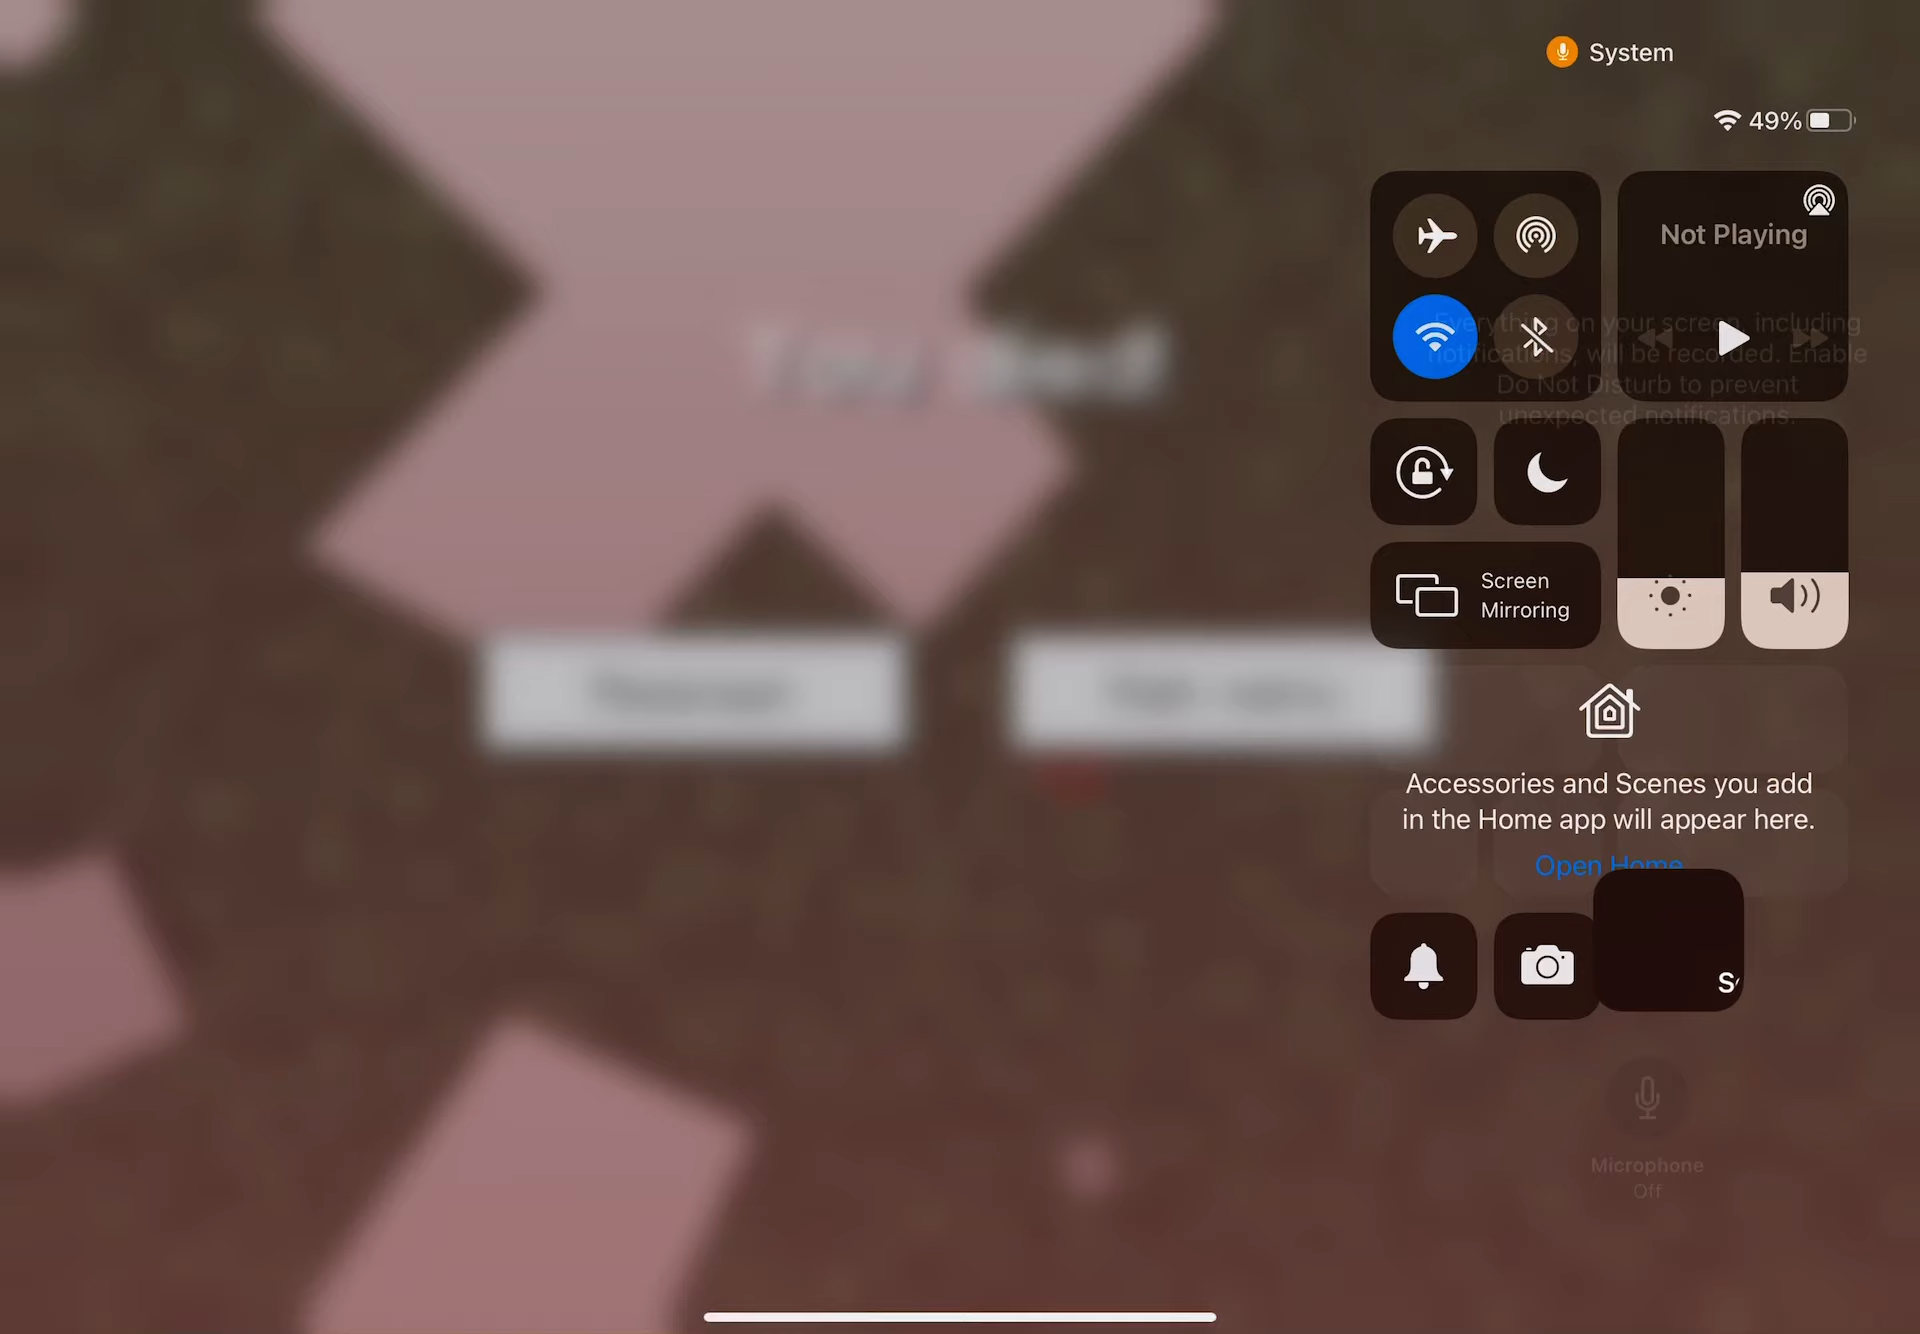 System
49%
Not Playing
Everything on your screen, including
notifications, will be recorded. Enable
Do Not Disturb to prevent
unexpected notifications.
Screen
Mirroring
You died
Accessories and Scenes you add
in the Home app will appear here.
Open Home
Microphone
Off